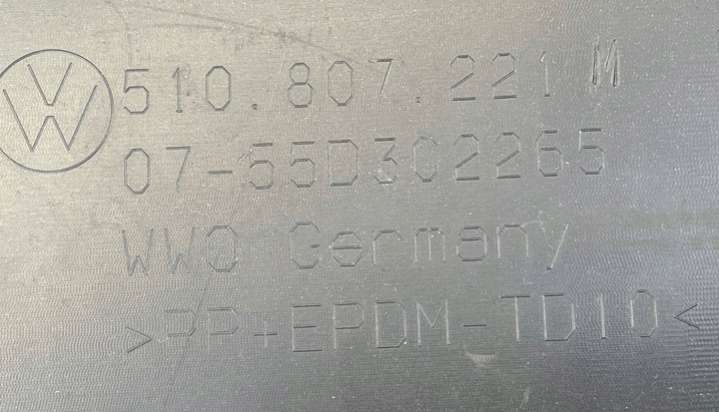 510.807.221 M
07-55D302265
WWO Germany
>PP+EPDM-TD10<